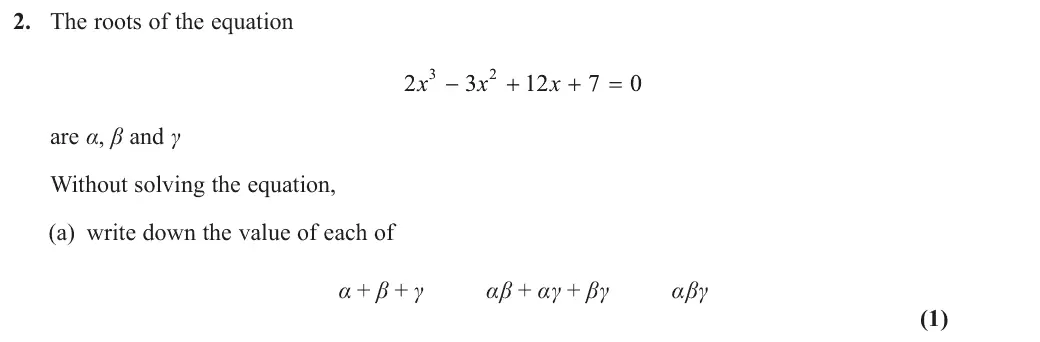 2. The roots of the equation
2x³ − 3x² + 12x + 7 = 0
are α, β and γ
Without solving the equation,
(a) write down the value of each of
α + β + γ αβ + αγ + βγ αβγ
(1)